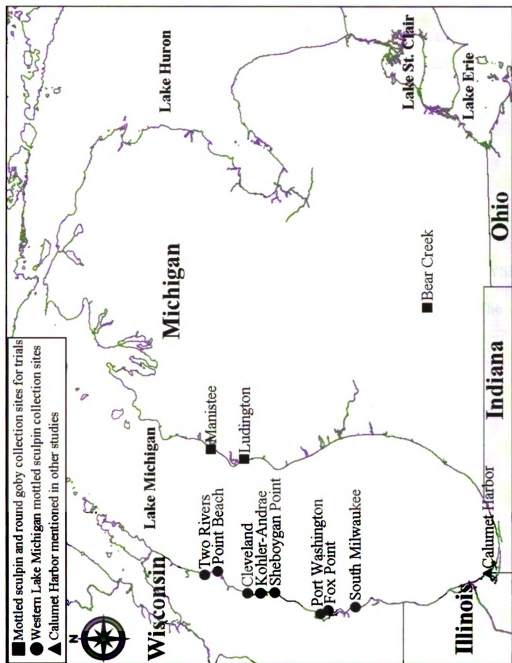 Mottled sculpin and round goby collection sites for trials
Western Lake Michigan mottled sculpin collection sites
Calumet Harbor mentioned in other studies
N
Wisconsin
Lake Michigan
Michigan
Lake Huron
Two Rivers
Point Beach
Manistee
Ludington
Cleveland
Kohler-Andrae
Sheboygan Point
Port Washington
Fox Point
South Milwaukee
Bear Creek
Lake St. Clair
Lake Erie
Illinois
Calumet Harbor
Indiana
Ohio